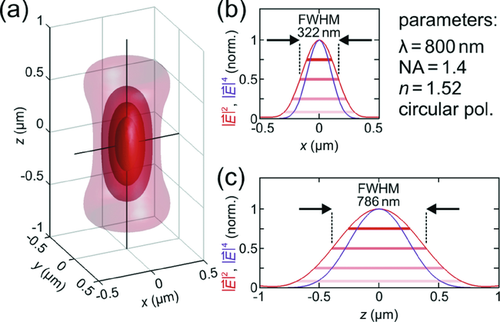 (a)
1
0.5
0
-0.5
-1
z (µm)
-0.5
0
0.5
y (µm)
-0.5
0
0.5
x (µm)
(b)
FWHM
322 nm
1
0.5
0
|E|², |E|⁴ (norm.)
-0.5
0
0.5
x (µm)
parameters:
λ = 800 nm
NA = 1.4
n = 1.52
circular pol.
(c)
FWHM
786 nm
1
0.5
0
|E|², |E|⁴ (norm.)
-1
-0.5
0
0.5
1
z (µm)